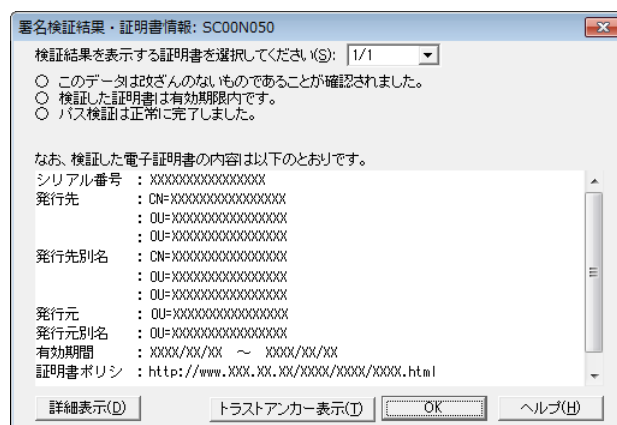 署名検証結果・証明書情報: SC00N050
検証結果を表示する証明書を選択してください(S): 1/1
○ このデータは改ざんのないものであることが確認されました。
○ 検証した証明書は有効期限内です。
○ パス検証は正常に完了しました。
なお、検証した電子証明書の内容は以下のとおりです。
シリアル番号 : XXXXXXXXXXXXXXXX
発行先 : CN=XXXXXXXXXXXXXXXX
: OU=XXXXXXXXXXXXXXXX
: OU=XXXXXXXXXXXXXXXX
発行先別名 : CN=XXXXXXXXXXXXXXXX
: OU=XXXXXXXXXXXXXXXX
: OU=XXXXXXXXXXXXXXXX
発行元 : OU=XXXXXXXXXXXXXXXX
発行元別名 : OU=XXXXXXXXXXXXXXXX
有効期間 : XXXX/XX/XX ～ XXXX/XX/XX
証明書ポリシ : http://www.XXX.XX.XX/XXXX/XXXX/XXXX.html
詳細表示(D) トラストアンカー表示(T) OK ヘルプ(H)